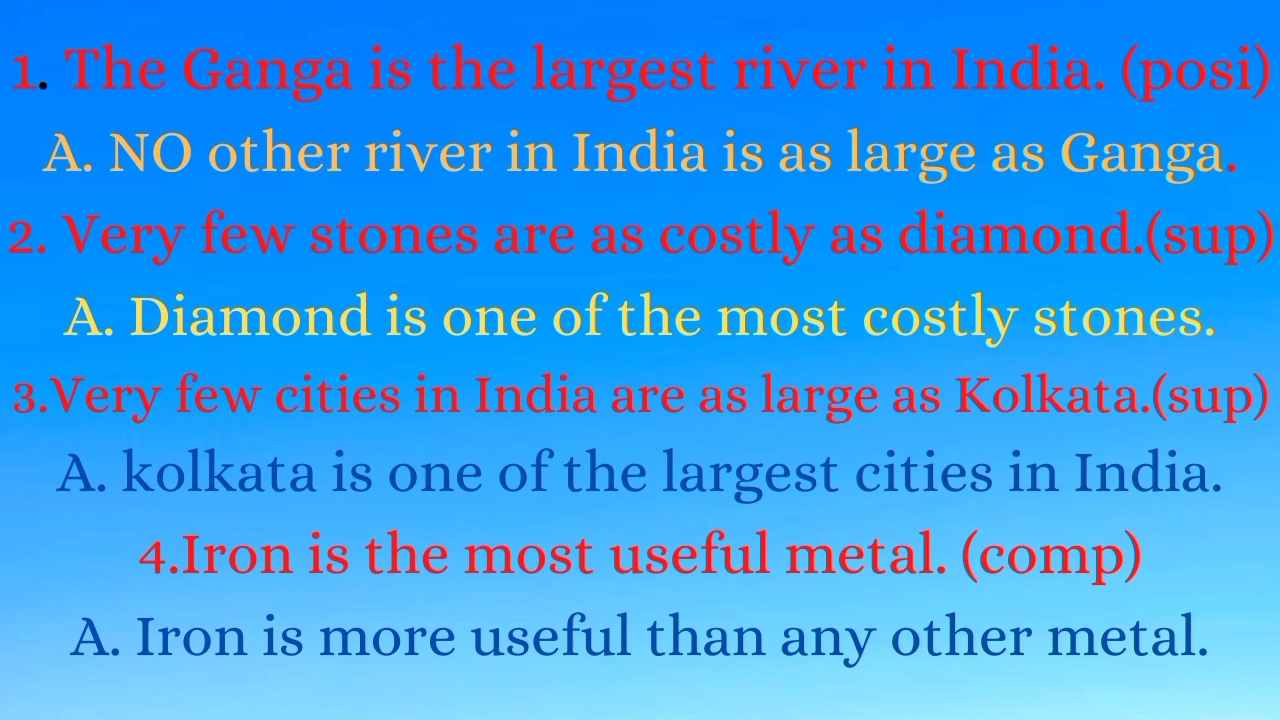 1. The Ganga is the largest river in India. (posi)
A. NO other river in India is as large as Ganga.
2. Very few stones are as costly as diamond.(sup)
A. Diamond is one of the most costly stones.
3.Very few cities in India are as large as Kolkata.(sup)
A. kolkata is one of the largest cities in India.
4.Iron is the most useful metal. (comp)
A. Iron is more useful than any other metal.